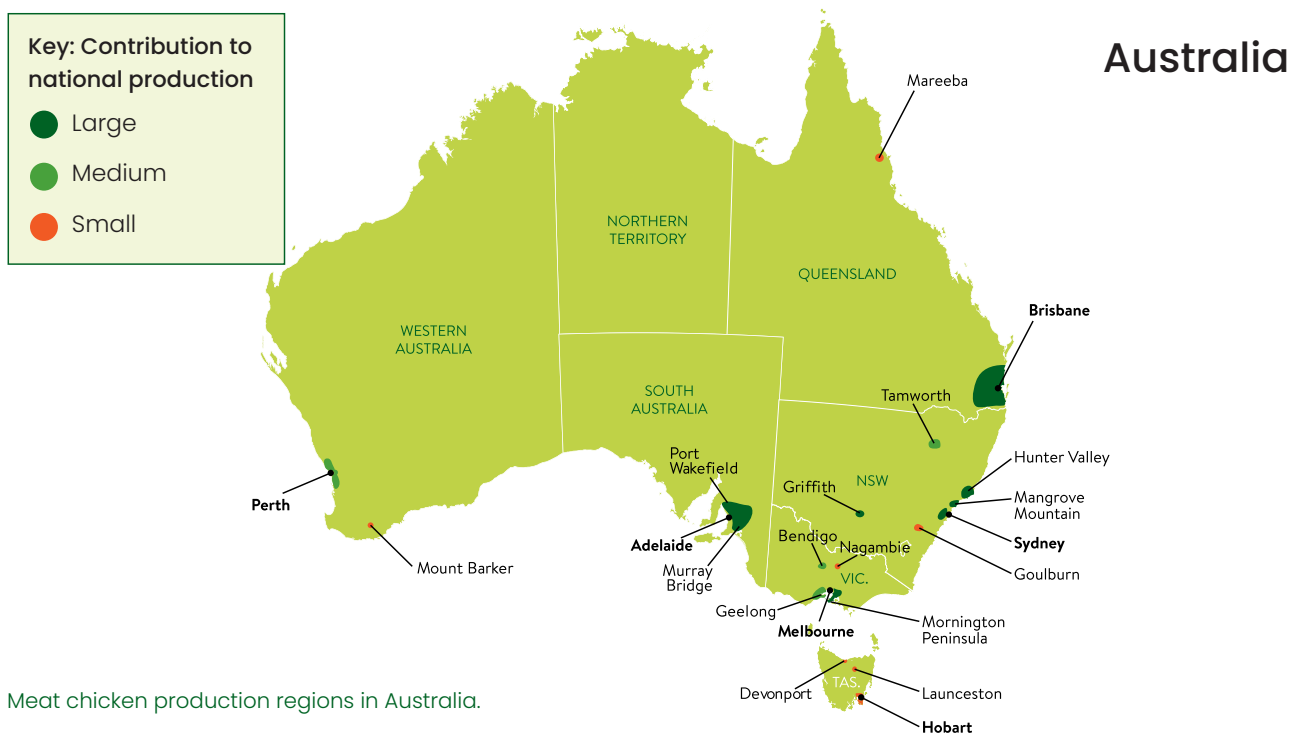 Key: Contribution to
national production
Large
Medium
Small
Australia
Mareeba
NORTHERN
TERRITORY
QUEENSLAND
Brisbane
WESTERN
AUSTRALIA
SOUTH
AUSTRALIA
Tamworth
Port
Wakefield
Hunter Valley
NSW
Griffith
Mangrove
Mountain
Perth
Bendigo
Nagambie
Adelaide
Sydney
Murray
Bridge
Mount Barker
VIC.
Goulburn
Geelong
Melbourne
Mornington
Peninsula
TAS.
Devonport
Launceston
Hobart
Meat chicken production regions in Australia.